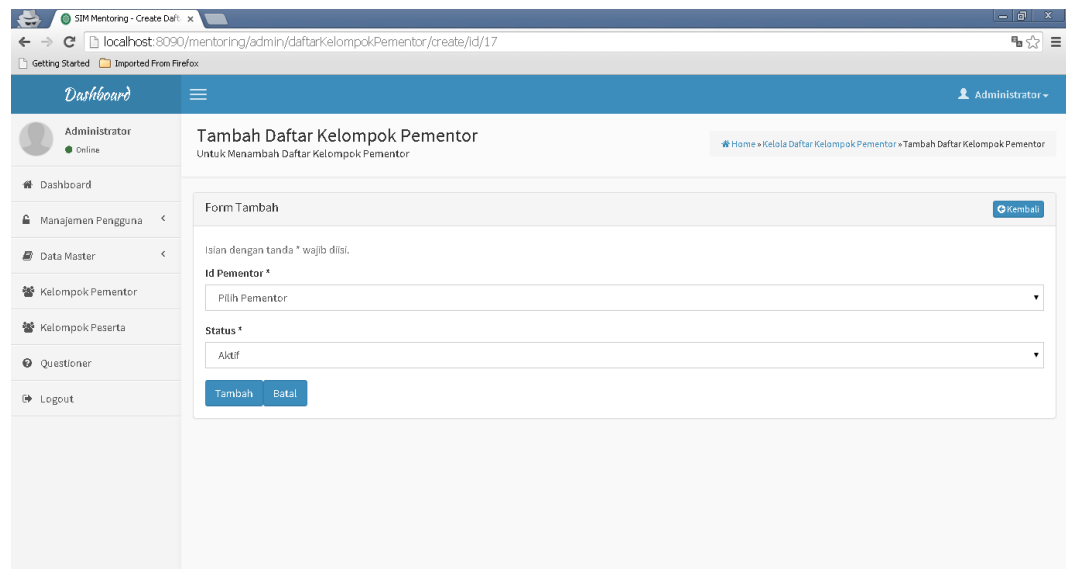 SIM Mentoring - Create Daft
localhost:8090/mentoring/admin/daftarKelompokPementor/create/id/17
Getting Started Imported From Firefox
Dashboard
Administrator
Administrator
Online
Tambah Daftar Kelompok Pementor
Untuk Menambah Daftar Kelompok Pementor
Home » Kelola Daftar Kelompok Pementor » Tambah Daftar Kelompok Pementor
Dashboard
Manajemen Pengguna
Data Master
Kelompok Pementor
Kelompok Peserta
Questioner
Logout
Form Tambah
Kembali
Isian dengan tanda * wajib diisi.
Id Pementor *
Pilih Pementor
Status *
Aktif
Tambah Batal